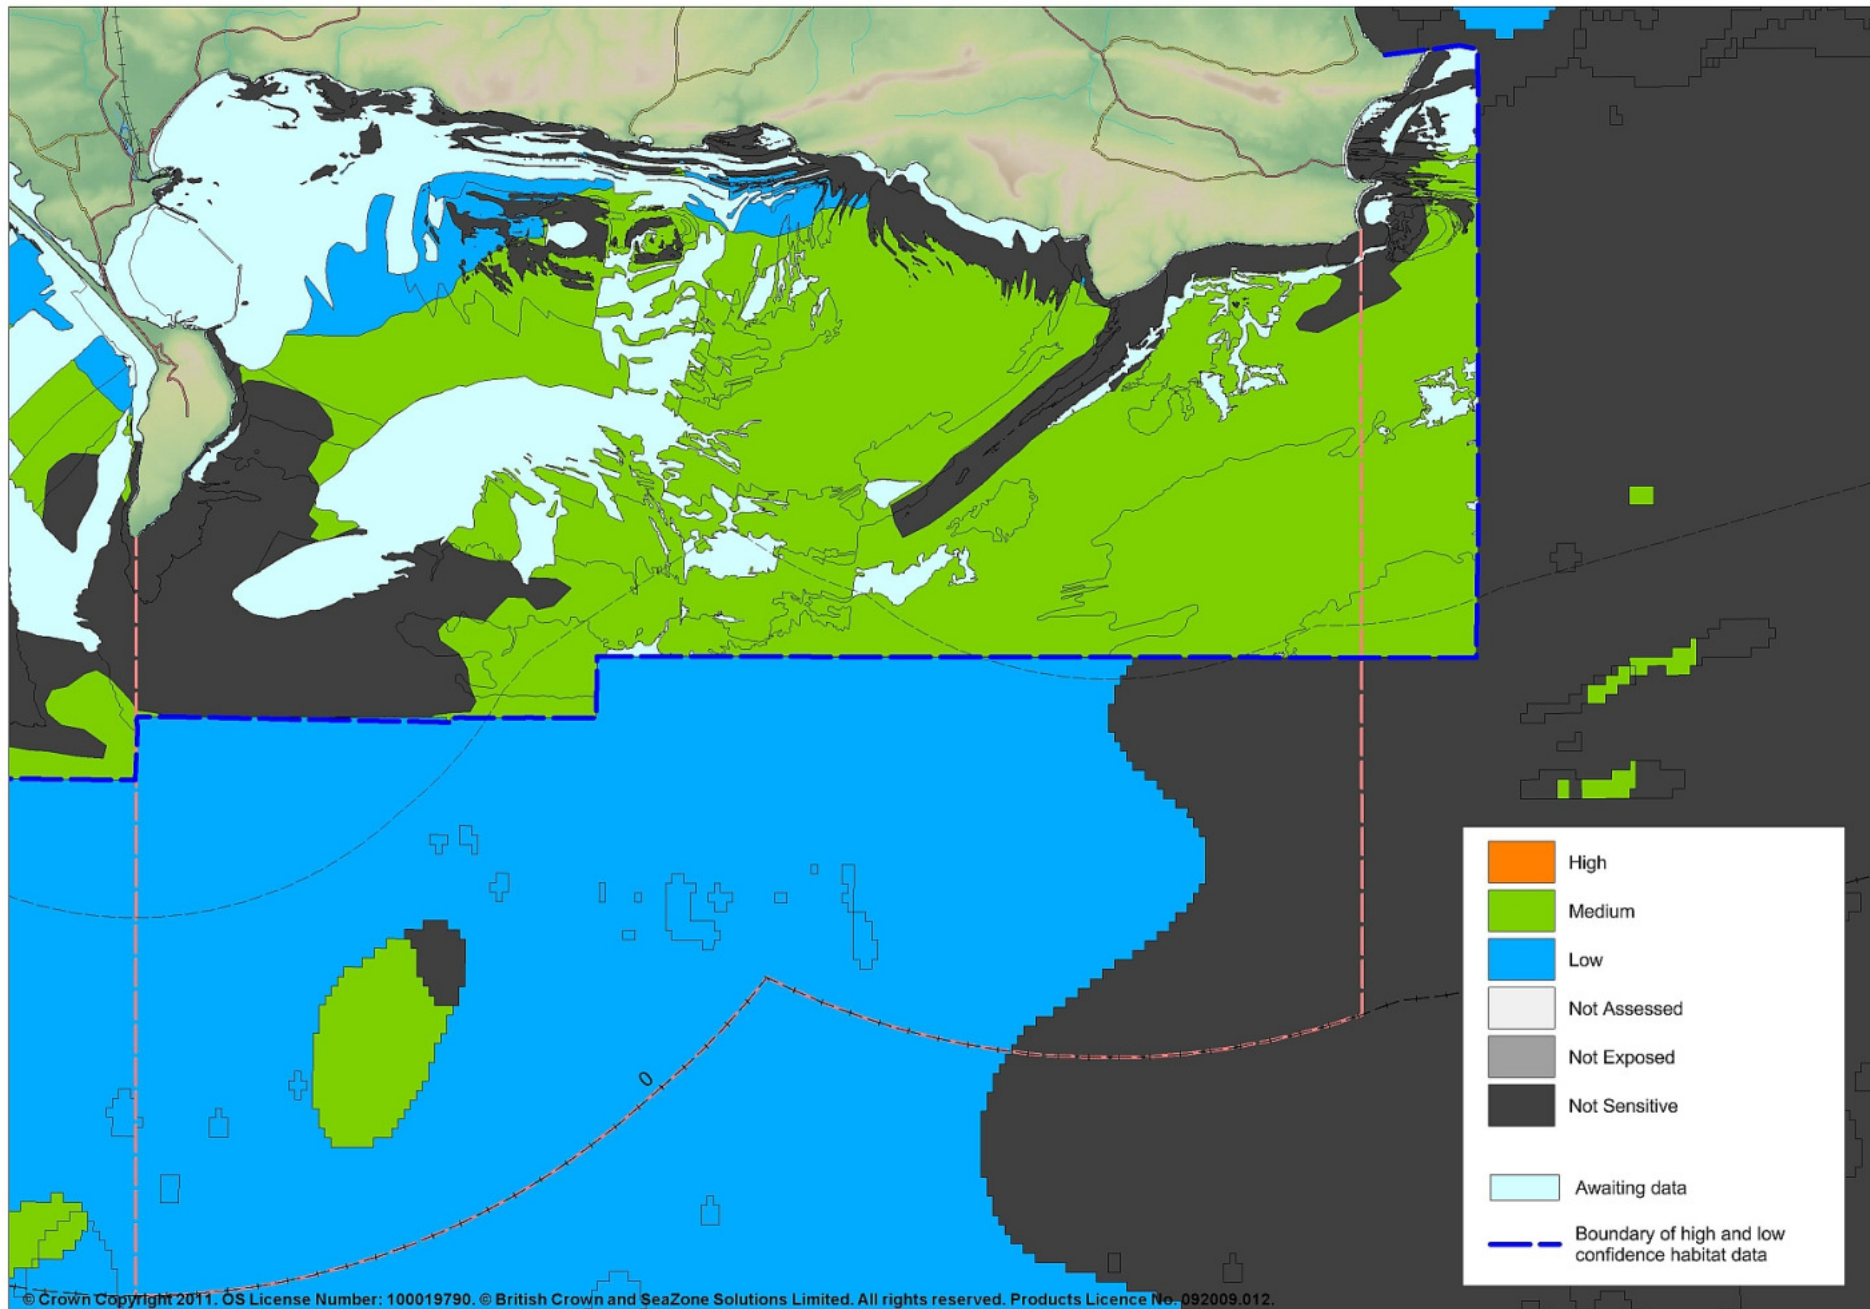 0
High
Medium
Low
Not Assessed
Not Exposed
Not Sensitive
Awaiting data
Boundary of high and low
confidence habitat data
© Crown Copyright 2011. OS License Number: 100019790. © British Crown and SeaZone Solutions Limited. All rights reserved. Products Licence No. 092009.012.